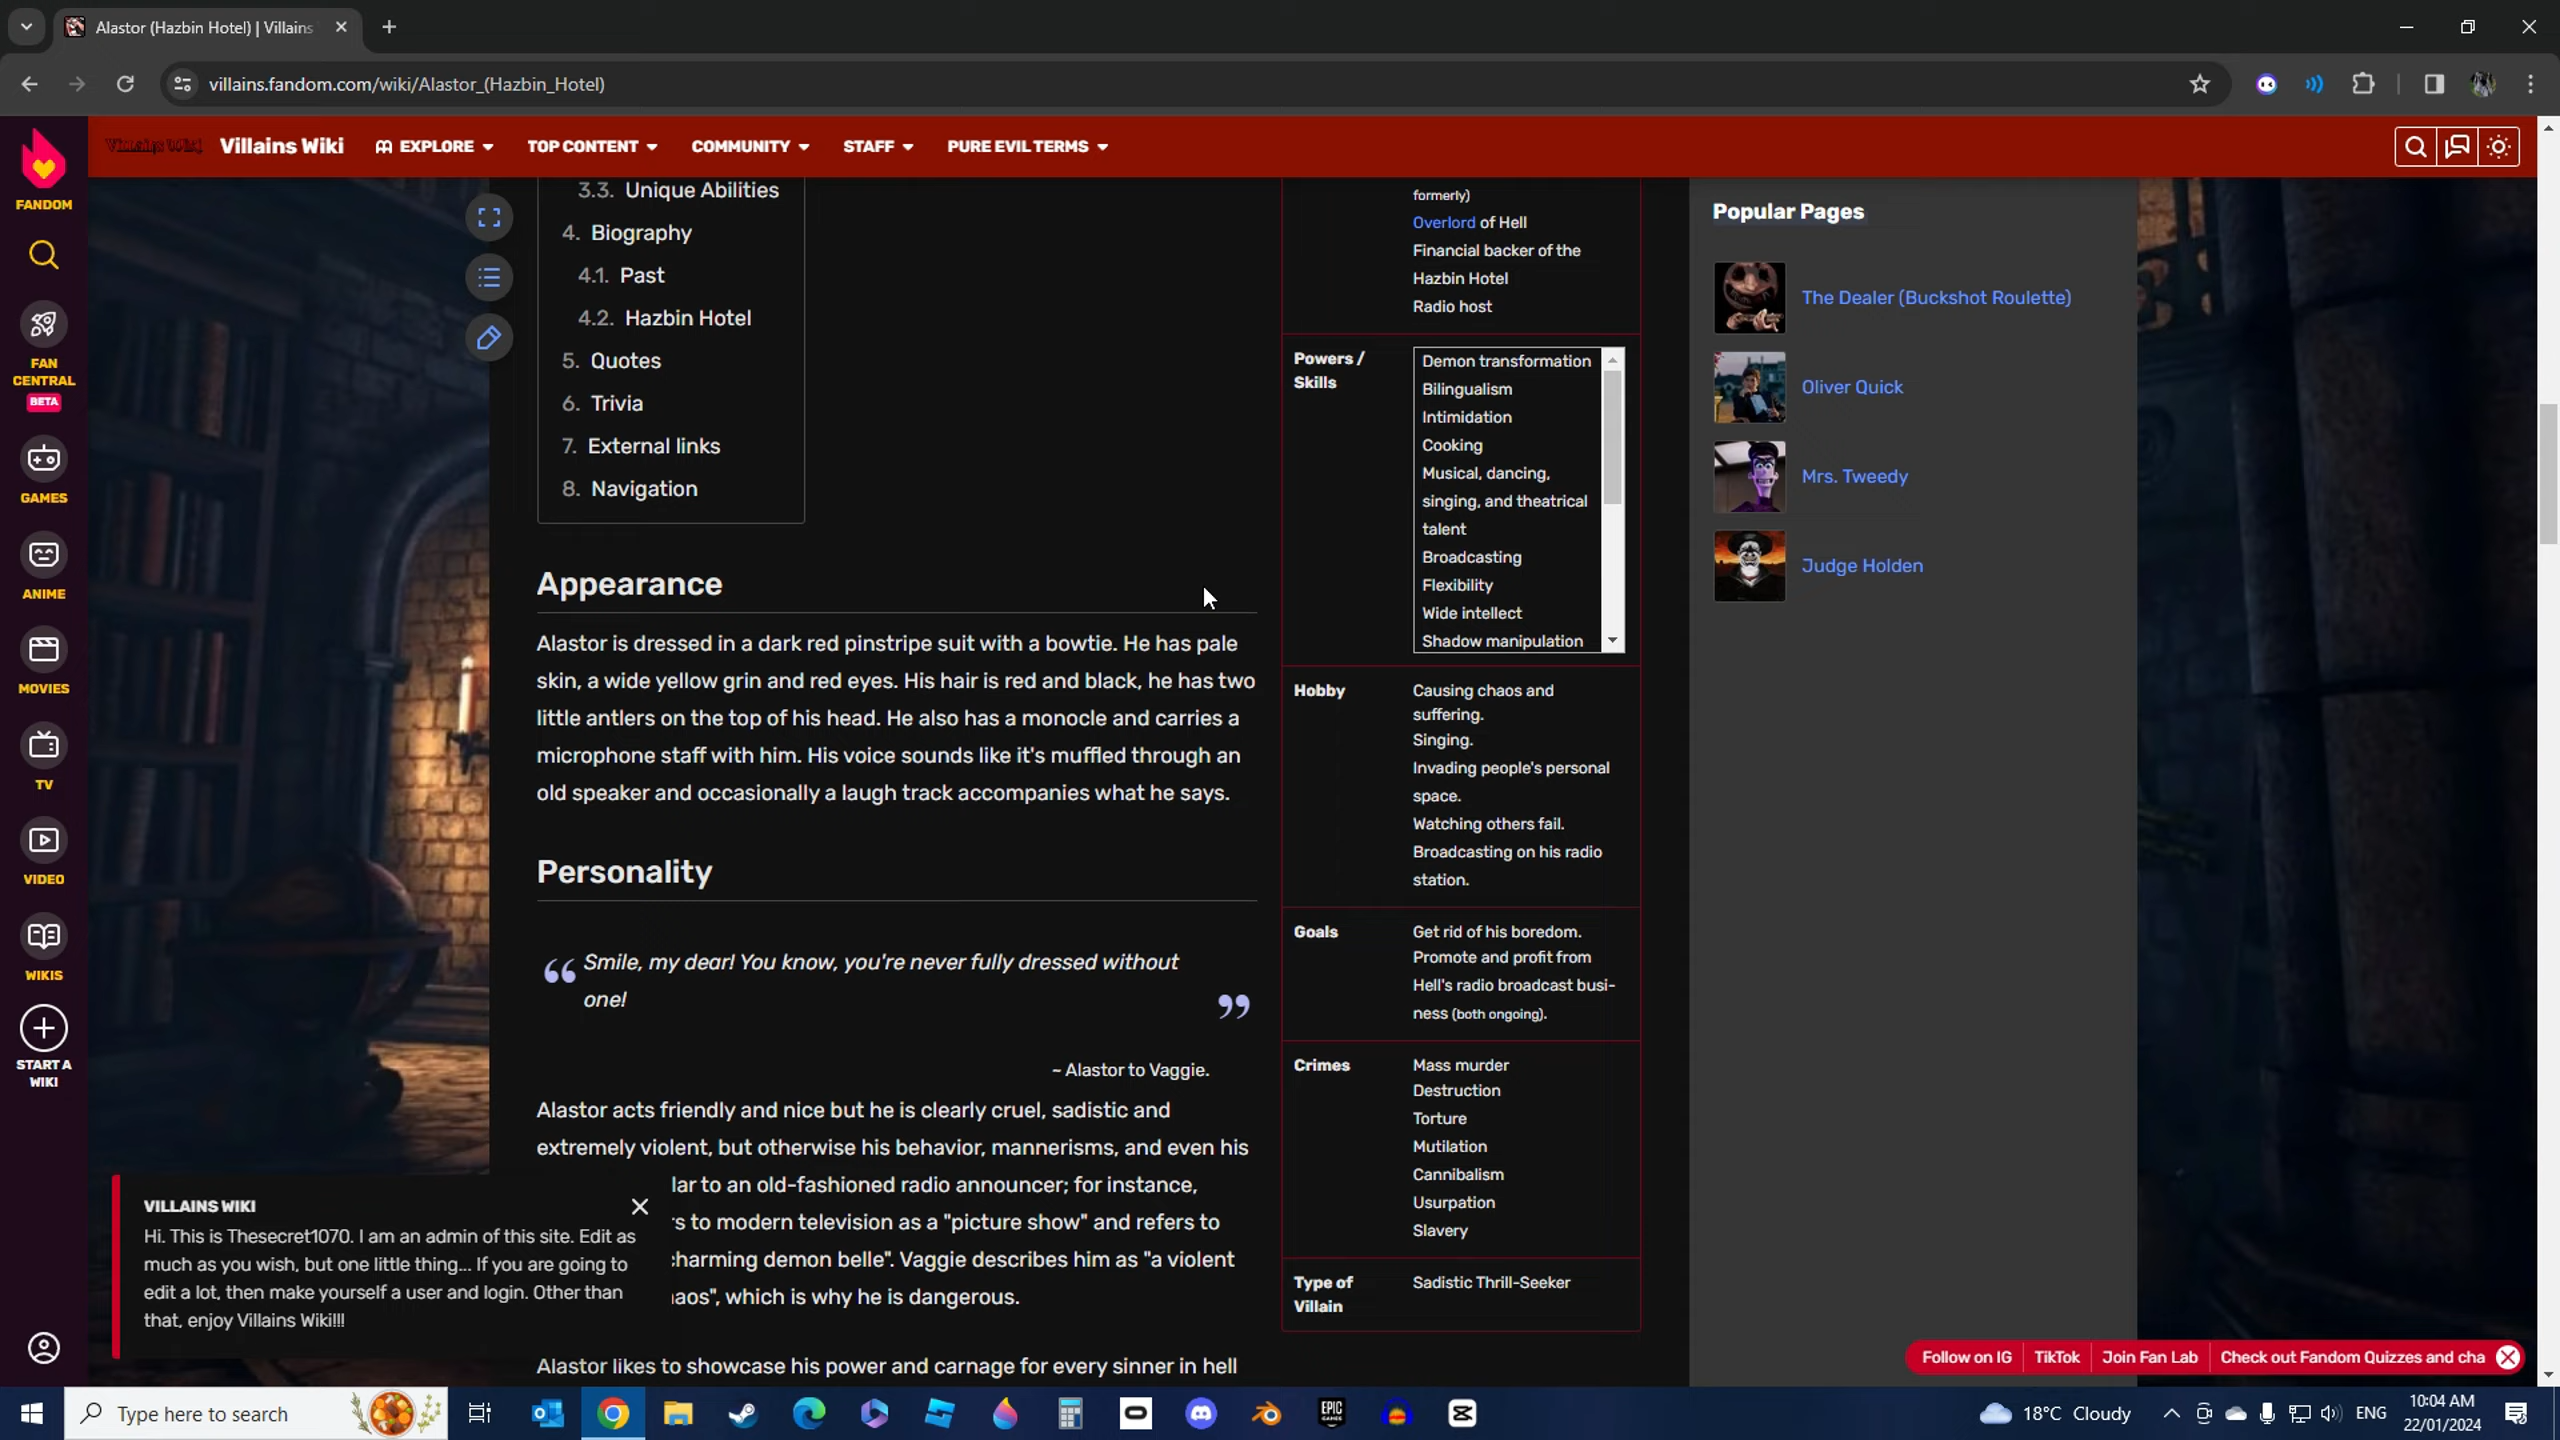 Alastor (Hazbin Hotel) | Villains
villains.fandom.com/wiki/Alastor_(Hazbin_Hotel)
FANDOM
FAN
CENTRAL
BETA
GAMES
ANIME
MOVIES
TV
VIDEO
WIKIS
START A
WIKI
Villains Wiki
Villains Wiki
EXPLORE
TOP CONTENT
COMMUNITY
STAFF
PURE EVIL TERMS
3.3. Unique Abilities
4. Biography
4.1. Past
4.2. Hazbin Hotel
5. Quotes
6. Trivia
7. External links
8. Navigation
Appearance
Alastor is dressed in a dark red pinstripe suit with a bowtie. He has pale
skin, a wide yellow grin and red eyes. His hair is red and black, he has two
little antlers on the top of his head. He also has a monocle and carries a
microphone staff with him. His voice sounds like it's muffled through an
old speaker and occasionally a laugh track accompanies what he says.
Personality
“ Smile, my dear! You know, you're never fully dressed without
one! ”
~ Alastor to Vaggie.
Alastor acts friendly and nice but he is clearly cruel, sadistic and
extremely violent, but otherwise his behavior, mannerisms, and even his
lar to an old-fashioned radio announcer; for instance,
rs to modern television as a "picture show" and refers to
charming demon belle". Vaggie describes him as "a violent
haos", which is why he is dangerous.
Alastor likes to showcase his power and carnage for every sinner in hell
formerly)
Overlord of Hell
Financial backer of the
Hazbin Hotel
Radio host
Powers /
Skills
Demon transformation
Bilingualism
Intimidation
Cooking
Musical, dancing,
singing, and theatrical
talent
Broadcasting
Flexibility
Wide intellect
Shadow manipulation
Hobby
Causing chaos and
suffering.
Singing.
Invading people's personal
space.
Watching others fail.
Broadcasting on his radio
station.
Goals
Get rid of his boredom.
Promote and profit from
Hell's radio broadcast busi-
ness (both ongoing).
Crimes
Mass murder
Destruction
Torture
Mutilation
Cannibalism
Usurpation
Slavery
Type of
Villain
Sadistic Thrill-Seeker
Popular Pages
The Dealer (Buckshot Roulette)
Oliver Quick
Mrs. Tweedy
Judge Holden
VILLAINS WIKI
Hi. This is Thesecret1070. I am an admin of this site. Edit as
much as you wish, but one little thing... If you are going to
edit a lot, then make yourself a user and login. Other than
that, enjoy Villains Wiki!!!
Follow on IG
TikTok
Join Fan Lab
Check out Fandom Quizzes and cha
Type here to search
EPIC
GAMES
18°C Cloudy
ENG
10:04 AM
22/01/2024